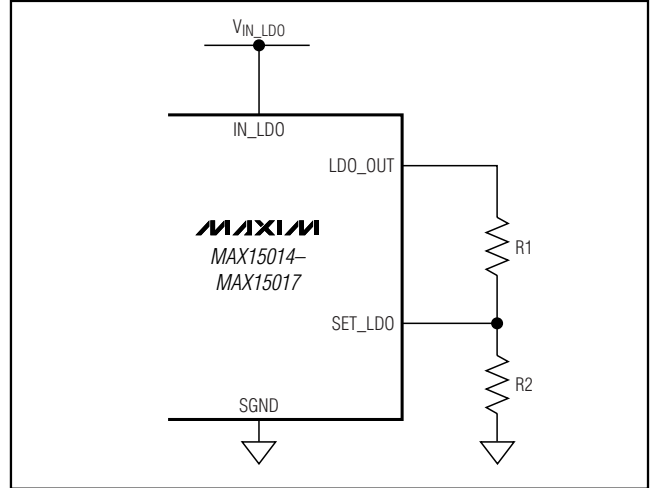 VIN_LDO
IN_LDO
LDO_OUT
MAXIM
MAX15014–
MAX15017
R1
SET_LDO
R2
SGND